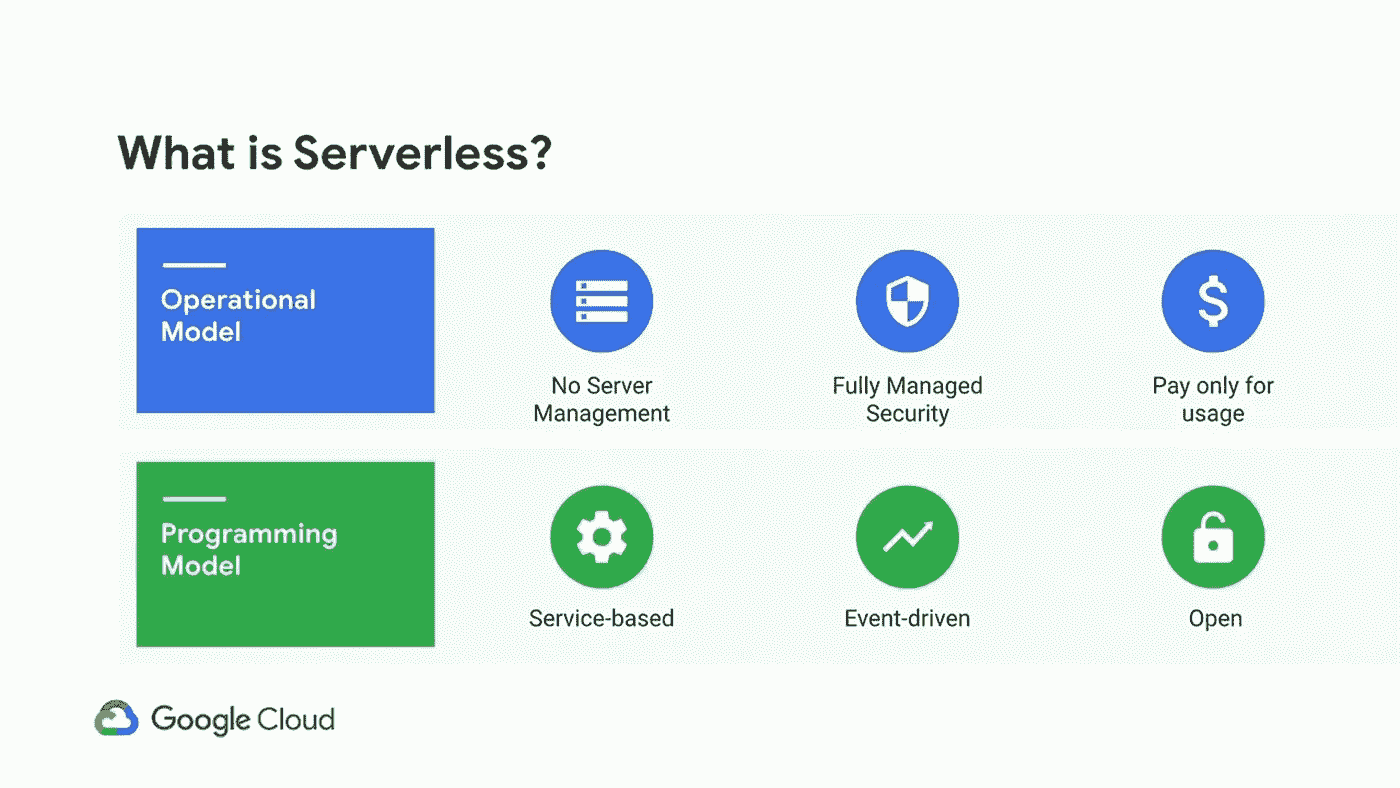 What is Serverless?
Operational
Model
No Server
Management
Fully Managed
Security
Pay only for
usage
Programming
Model
Service-based
Event-driven
Open
Google Cloud